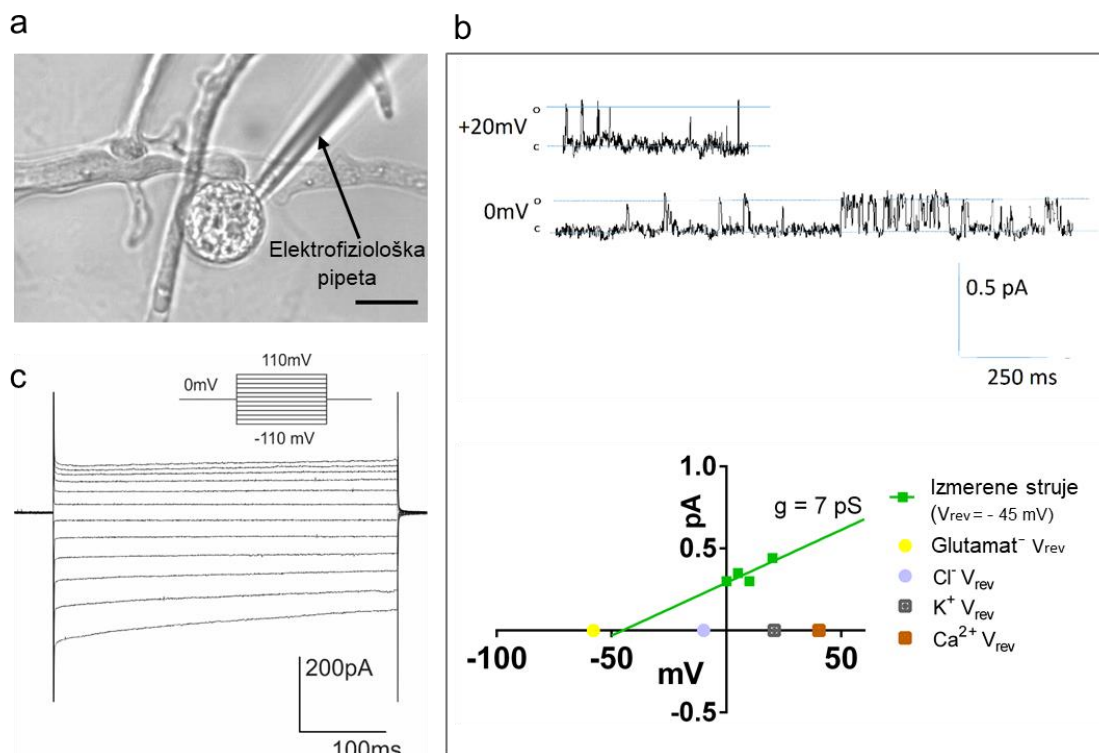 a
Elektrofiziološka
pipeta
b
+20mV
o
c
0mV
o
c
0.5 pA
250 ms
c
110mV
0mV
-110 mV
200pA
100ms
1.0
0.5
-0.5
pA
-100
-50
mV
0
50
g = 7 pS
Izmerene struje
(Vrev = - 45 mV)
Glutamat⁻ Vrev
Cl⁻ Vrev
K⁺ Vrev
Ca²⁺ Vrev